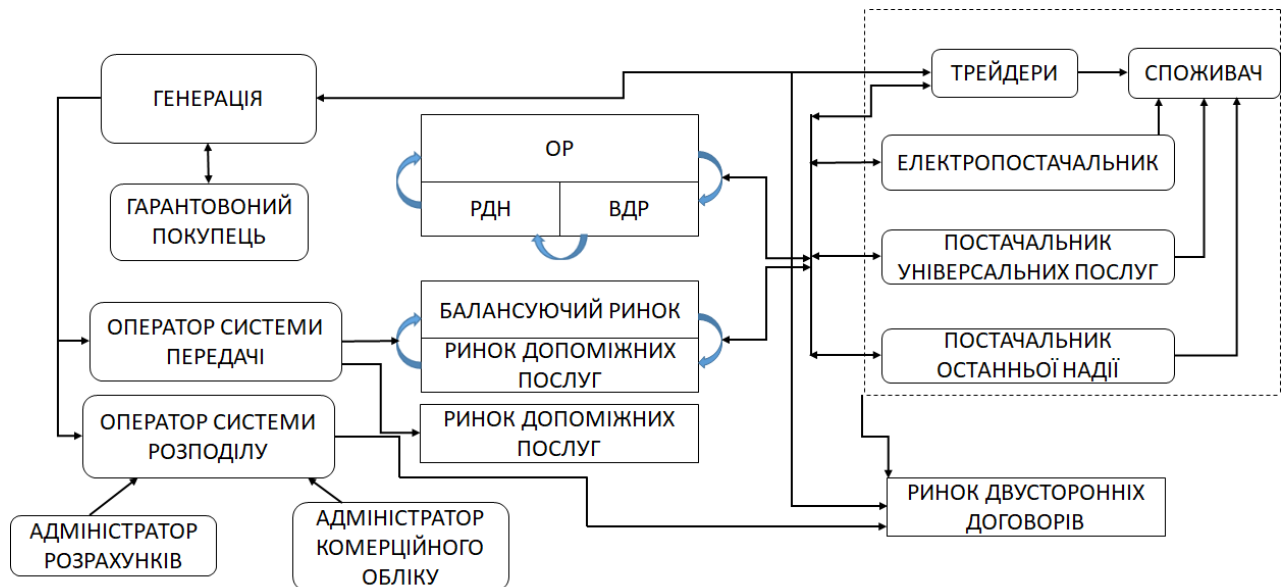 ГЕНЕРАЦІЯ
ГАРАНТОВОНИЙ
ПОКУПЕЦЬ
ОПЕРАТОР СИСТЕМИ
ПЕРЕДАЧІ
ОПЕРАТОР СИСТЕМИ
РОЗПОДІЛУ
АДМІНІСТРАТОР
РОЗРАХУНКІВ
АДМІНІСТРАТОР
КОМЕРЦІЙНОГО
ОБЛІКУ
ОР
РДН
ВДР
БАЛАНСУЮЧИЙ РИНОК
РИНОК ДОПОМІЖНИХ
ПОСЛУГ
РИНОК ДОПОМІЖНИХ
ПОСЛУГ
ТРЕЙДЕРИ
СПОЖИВАЧ
ЕЛЕКТРОПОСТАЧАЛЬНИК
ПОСТАЧАЛЬНИК
УНІВЕРСАЛЬНИХ ПОСЛУГ
ПОСТАЧАЛЬНИК
ОСТАННЬОЇ НАДІЇ
РИНОК ДВУСТОРОННІХ
ДОГОВОРІВ